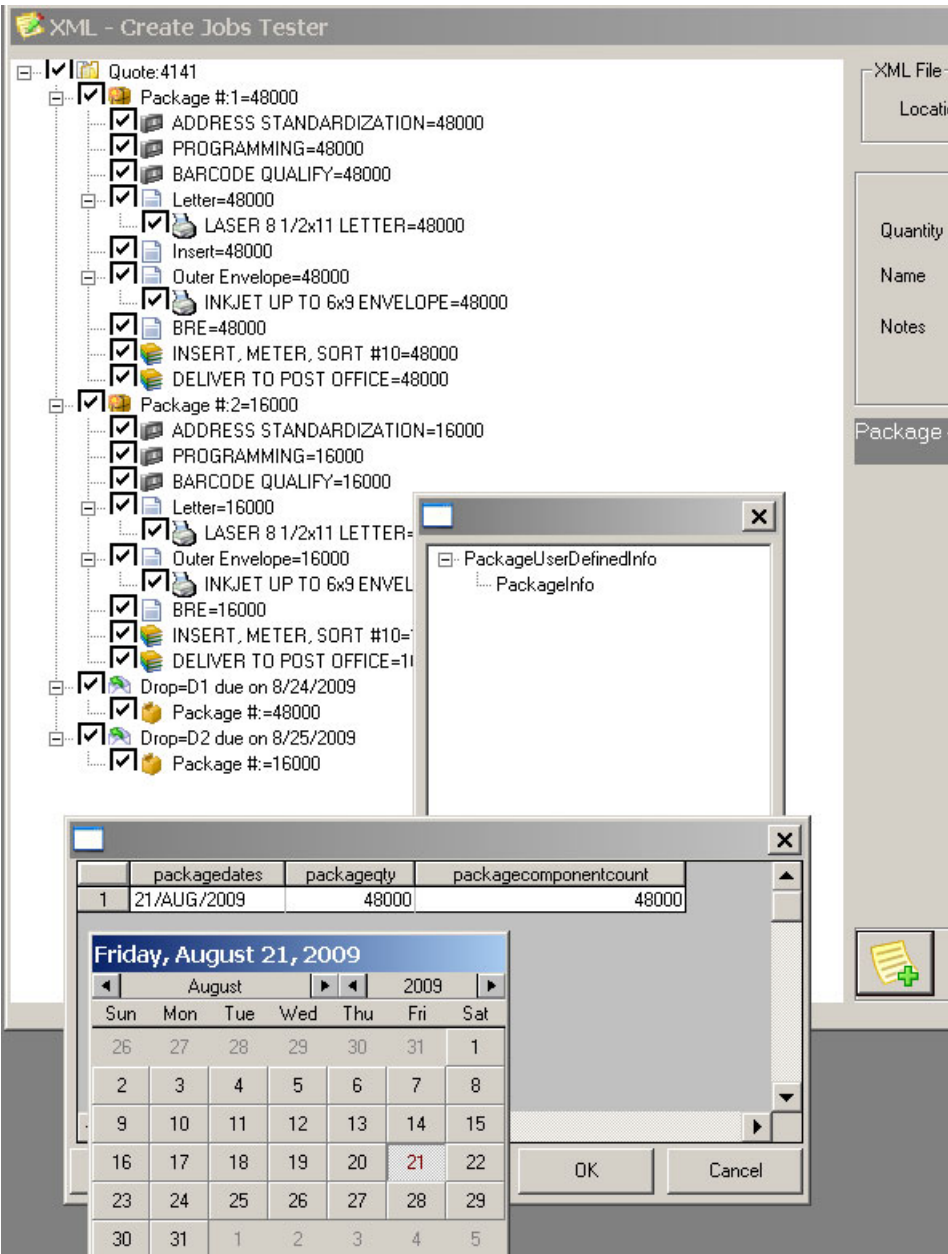 XML - Create Jobs Tester
Quote:4141
Package #:1=48000
ADDRESS STANDARDIZATION=48000
PROGRAMMING=48000
BARCODE QUALIFY=48000
Letter=48000
LASER 8 1/2x11 LETTER=48000
Insert=48000
Outer Envelope=48000
INKJET UP TO 6x9 ENVELOPE=48000
BRE=48000
INSERT, METER, SORT #10=48000
DELIVER TO POST OFFICE=48000
Package #:2=16000
ADDRESS STANDARDIZATION=16000
PROGRAMMING=16000
BARCODE QUALIFY=16000
Letter=16000
LASER 8 1/2x11 LETTER=
Outer Envelope=16000
INKJET UP TO 6x9 ENVEL
BRE=16000
INSERT, METER, SORT #10=
DELIVER TO POST OFFICE=1
Drop=D1 due on 8/24/2009
Package #:=48000
Drop=D2 due on 8/25/2009
Package #:=16000
XML File
Locati
Quantity
Name
Notes
Package
PackageUserDefinedInfo
PackageInfo
packagedates packageqty packagecomponentcount
1 21/AUG/2009 48000 48000
Friday, August 21, 2009
August 2009
Sun Mon Tue Wed Thu Fri Sat
26 27 28 29 30 31 1
2 3 4 5 6 7 8
9 10 11 12 13 14 15
16 17 18 19 20 21 22
23 24 25 26 27 28 29
30 31 1 2 3 4 5
OK Cancel